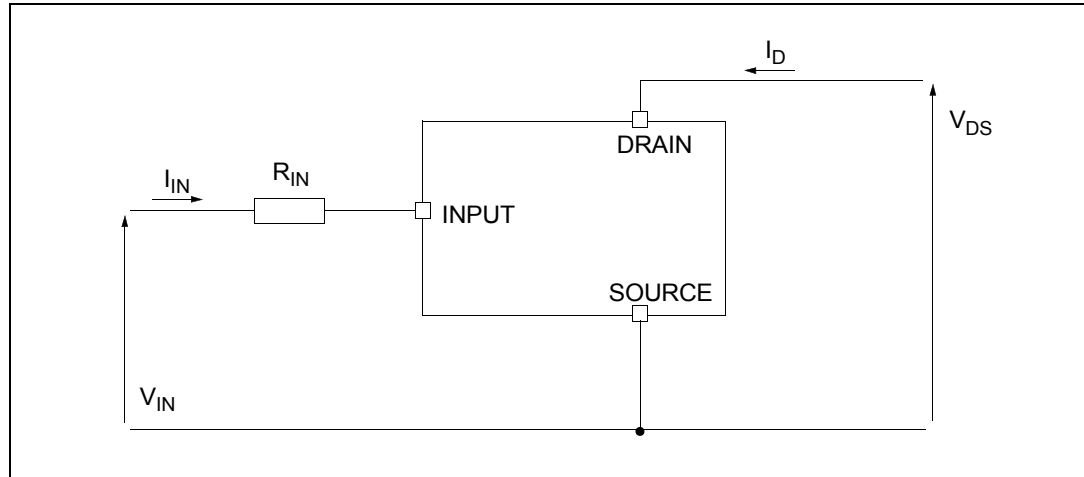 I_D
DRAIN
V_DS
I_IN
R_IN
INPUT
SOURCE
V_IN